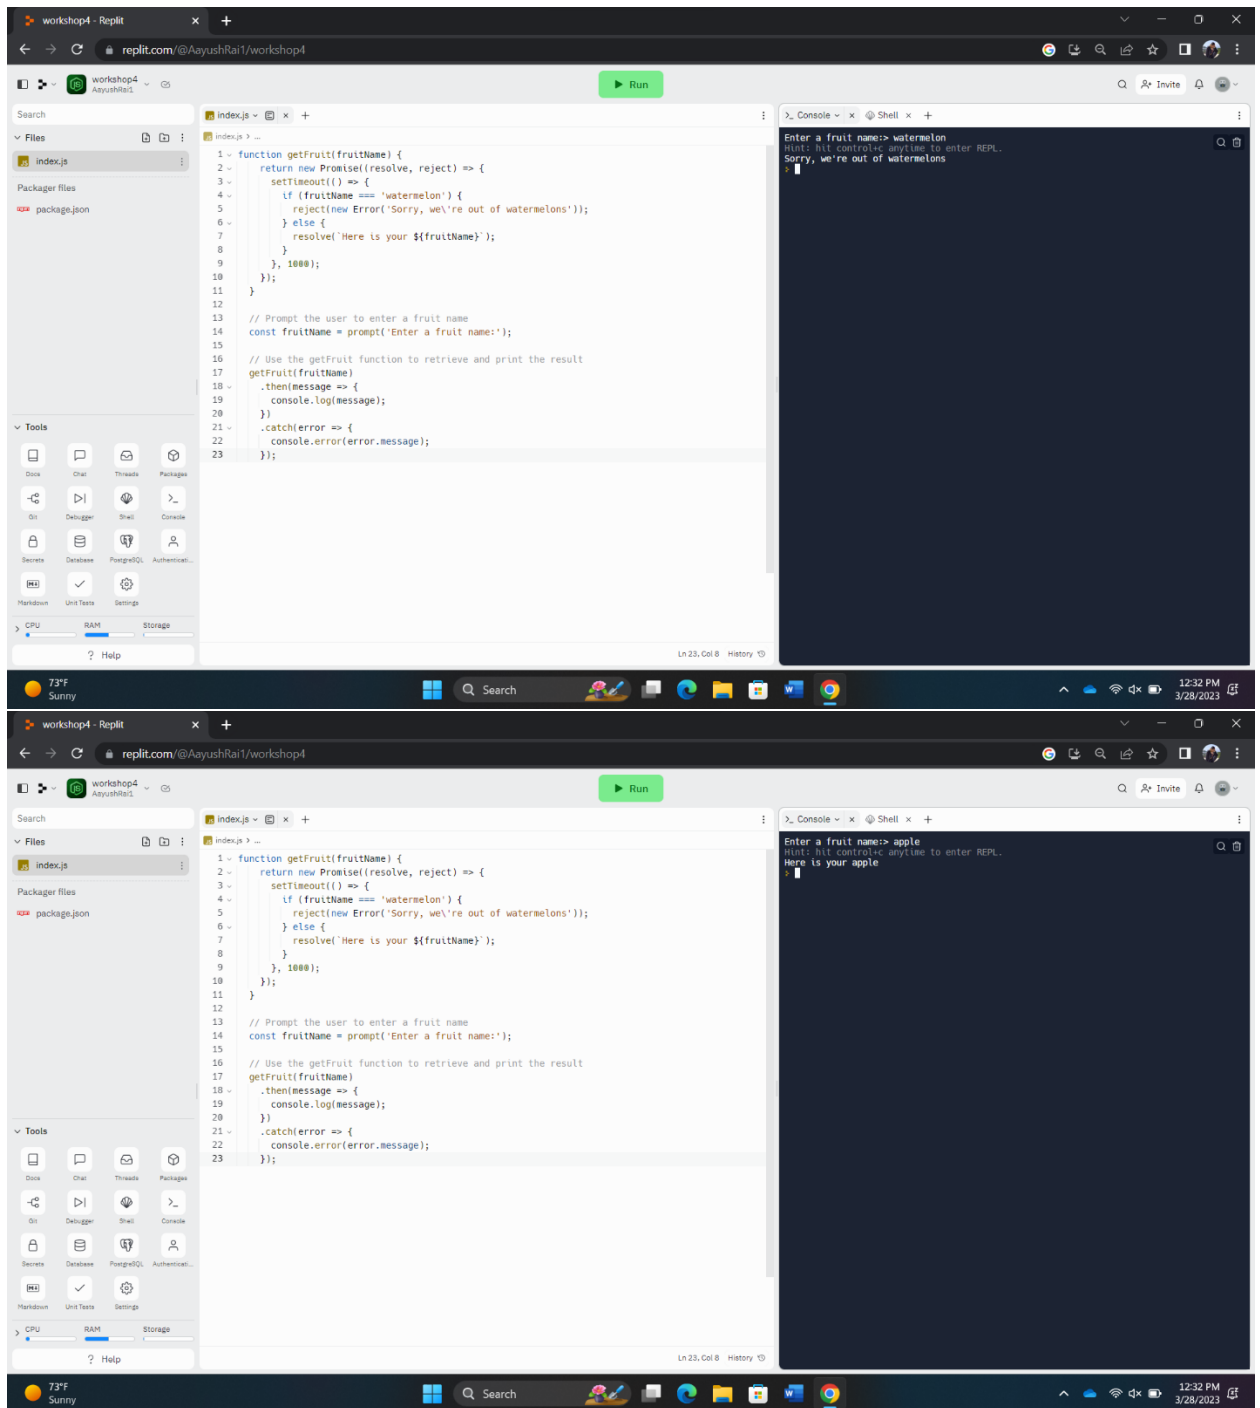 workshop4 - Replit
replit.com/@AayushRai1/workshop4
workshop4
AayushRai1
Run
Invite
Search
Files
index.js
Packager files
package.json
Tools
Docs Chat Threads Packages
Git Debugger Shell Console
Secrets Database PostgreSQL Authenticati...
Markdown Unit Tests Settings
CPU RAM Storage
? Help
index.js
index.js > ...
1 function getFruit(fruitName) {
2 return new Promise((resolve, reject) => {
3 setTimeout(() => {
4 if (fruitName === 'watermelon') {
5 reject(new Error('Sorry, we\'re out of watermelons'));
6 } else {
7 resolve(`Here is your ${fruitName}`);
8 }
9 }, 1000);
10 });
11 }
12
13 // Prompt the user to enter a fruit name
14 const fruitName = prompt('Enter a fruit name:');
15
16 // Use the getFruit function to retrieve and print the result
17 getFruit(fruitName)
18 .then(message => {
19 console.log(message);
20 })
21 .catch(error => {
22 console.error(error.message);
23 });
Ln 23, Col 8 History
Console Shell
Enter a fruit name:> watermelon
Hint: hit control+c anytime to enter REPL.
Sorry, we're out of watermelons
>
73°F
Sunny
Search
12:32 PM
3/28/2023
workshop4 - Replit
replit.com/@AayushRai1/workshop4
workshop4
AayushRai1
Run
Invite
Search
Files
index.js
Packager files
package.json
Tools
Docs Chat Threads Packages
Git Debugger Shell Console
Secrets Database PostgreSQL Authenticati...
Markdown Unit Tests Settings
CPU RAM Storage
? Help
index.js
index.js > ...
1 function getFruit(fruitName) {
2 return new Promise((resolve, reject) => {
3 setTimeout(() => {
4 if (fruitName === 'watermelon') {
5 reject(new Error('Sorry, we\'re out of watermelons'));
6 } else {
7 resolve(`Here is your ${fruitName}`);
8 }
9 }, 1000);
10 });
11 }
12
13 // Prompt the user to enter a fruit name
14 const fruitName = prompt('Enter a fruit name:');
15
16 // Use the getFruit function to retrieve and print the result
17 getFruit(fruitName)
18 .then(message => {
19 console.log(message);
20 })
21 .catch(error => {
22 console.error(error.message);
23 });
Ln 23, Col 8 History
Console Shell
Enter a fruit name:> apple
Hint: hit control+c anytime to enter REPL.
Here is your apple
>
73°F
Sunny
Search
12:32 PM
3/28/2023